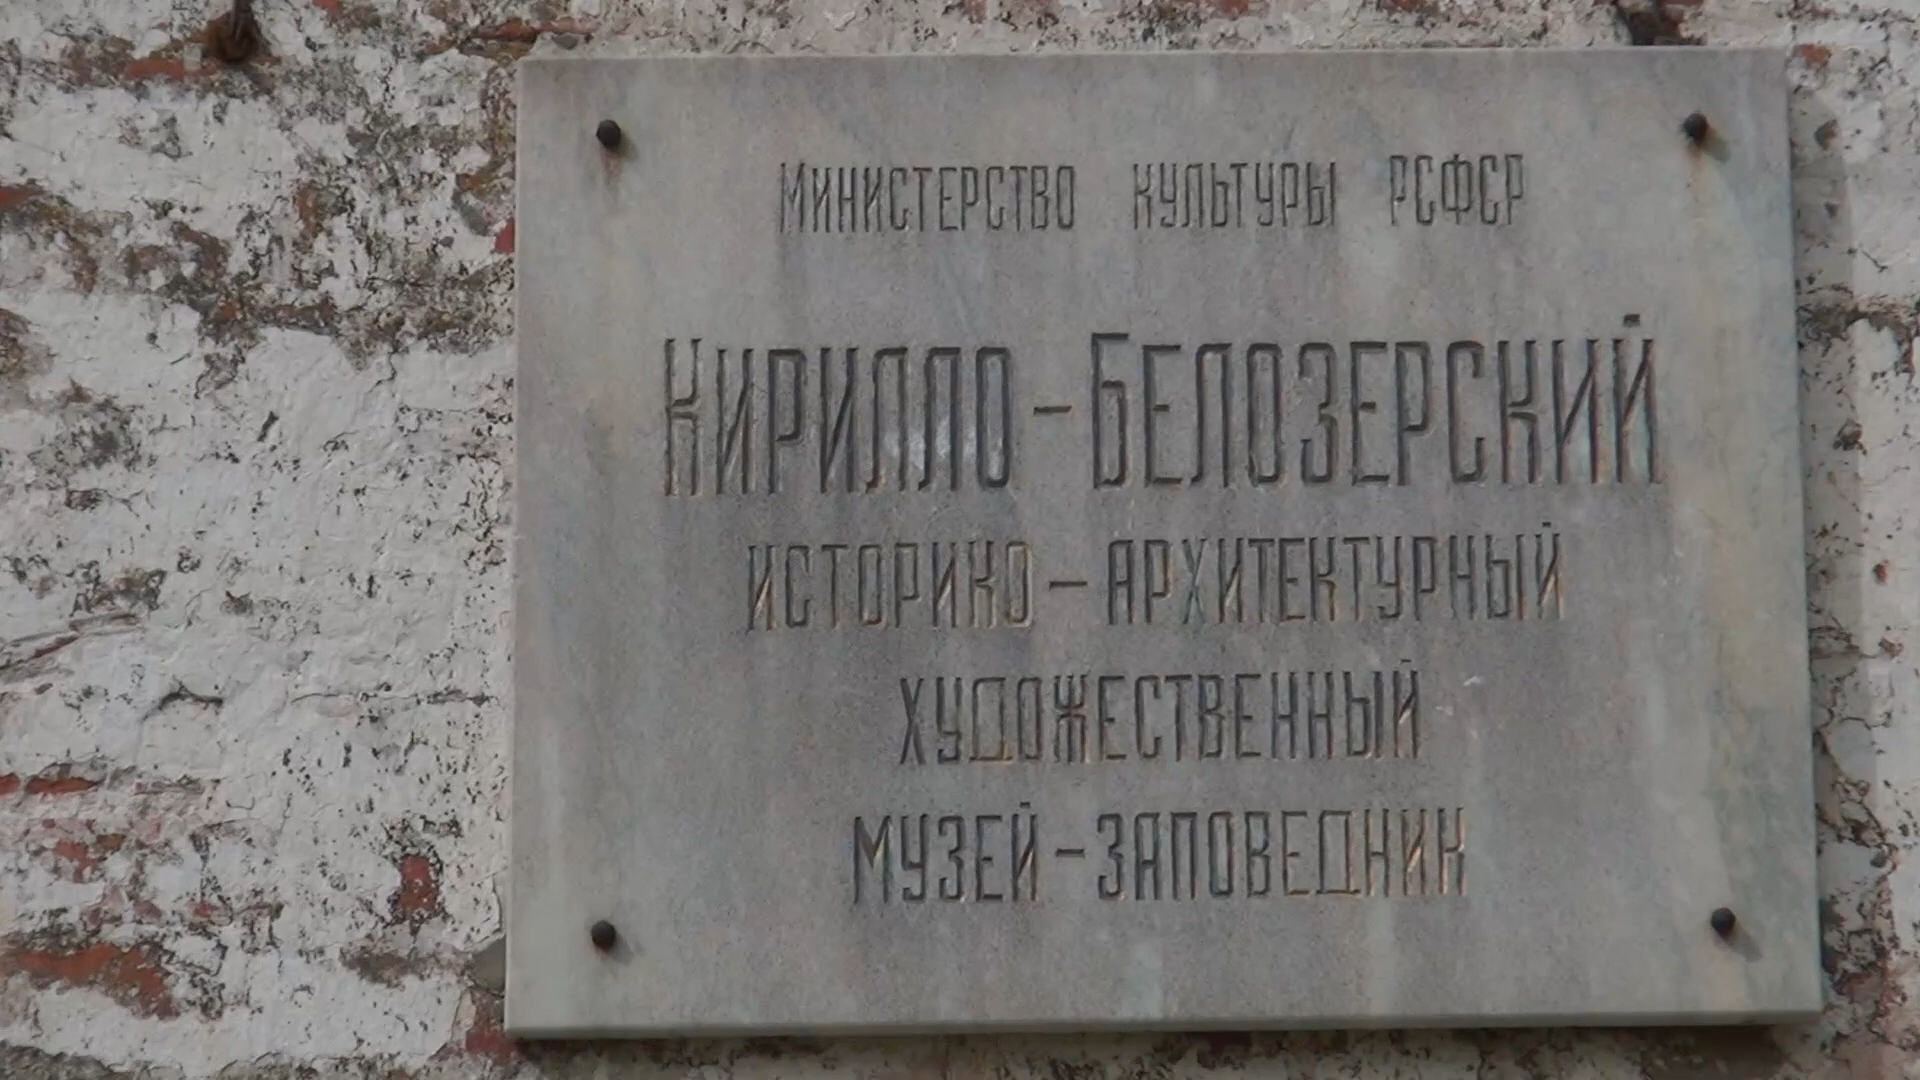 Министерство культуры РСФСР
Кирилло-Белозерский
историко-архитектурный
художественный
музей-заповедник